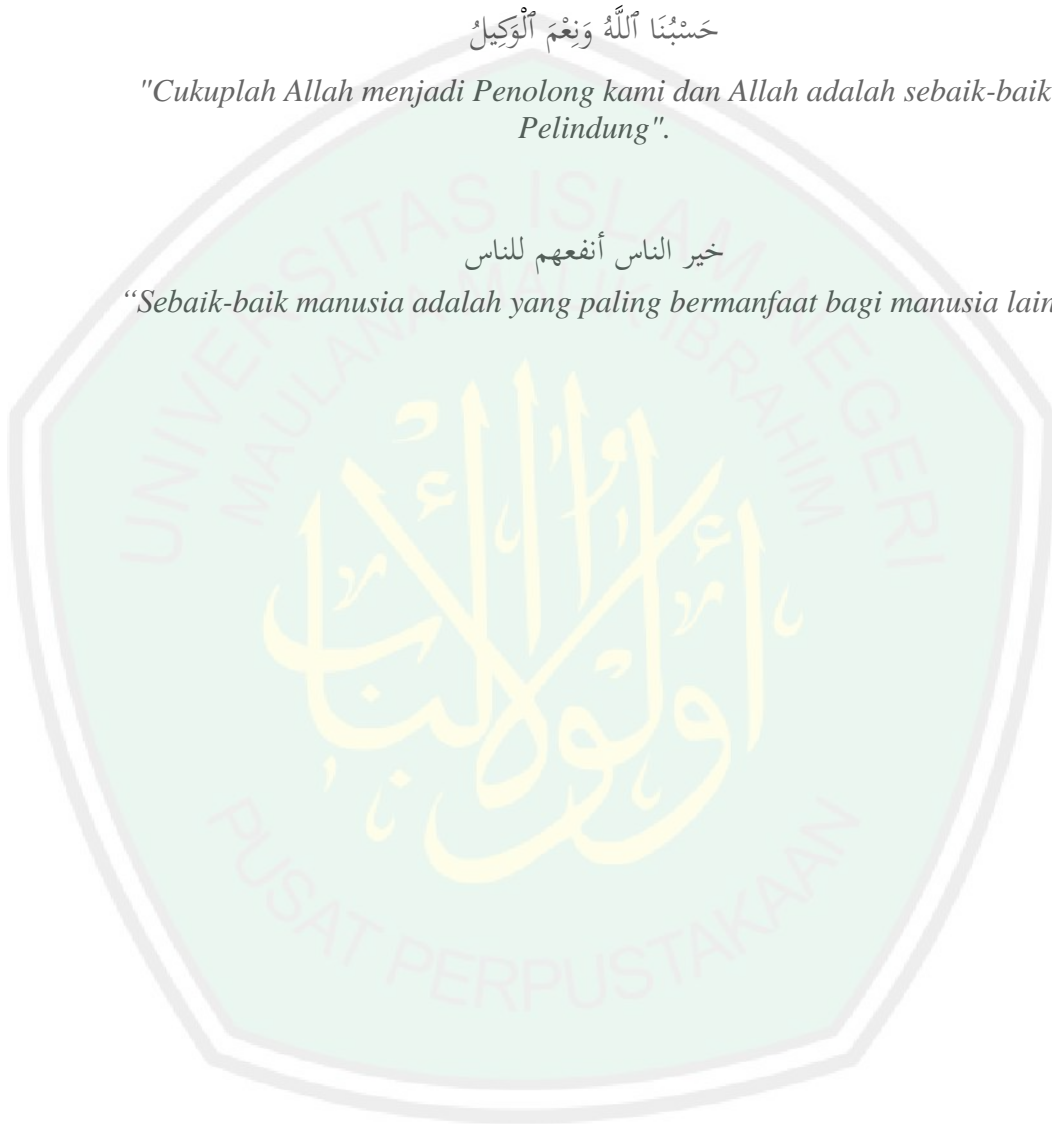 حَسْبُنَا ٱللَّهُ وَنِعْمَ ٱلْوَكِيلُ
"Cukuplah Allah menjadi Penolong kami dan Allah adalah sebaik-baik
Pelindung".
خير الناس أنفعهم للناس
“Sebaik-baik manusia adalah yang paling bermanfaat bagi manusia lain
UNIVERSITAS ISLAM NEGERI
MAULANA MALIK IBRAHIM
PUSAT PERPUSTAKAAN